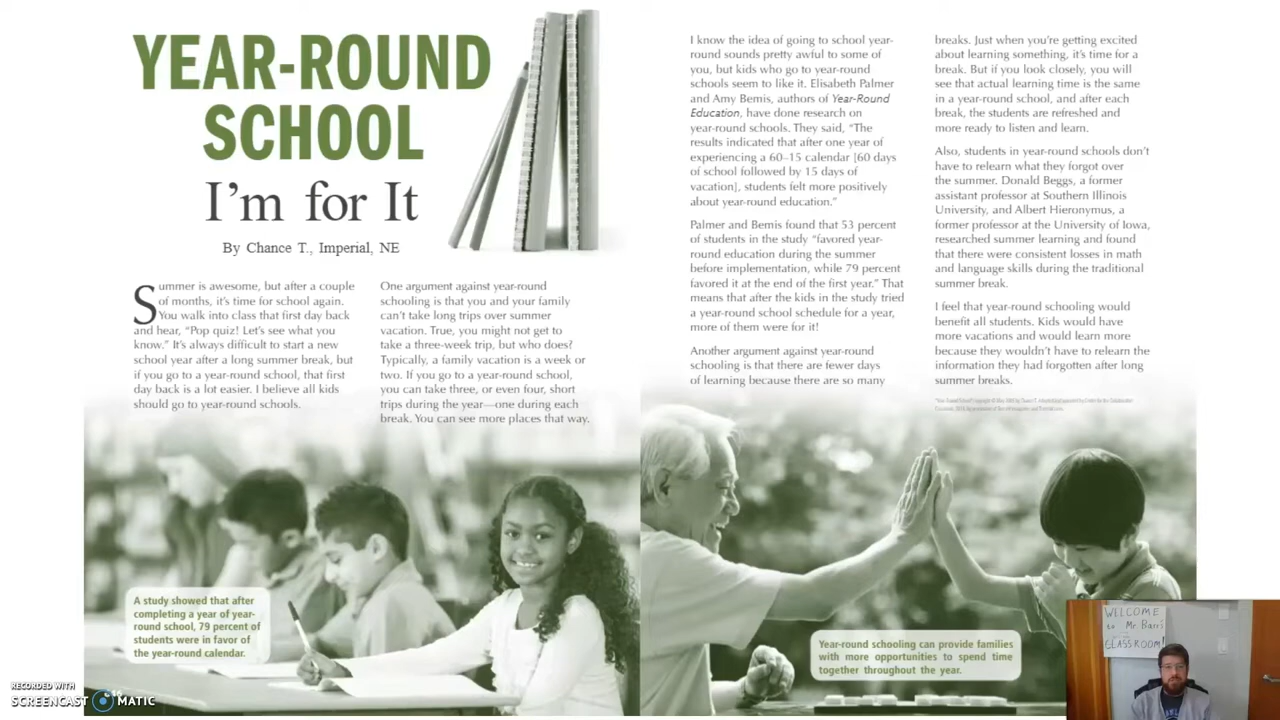 YEAR-ROUND
SCHOOL
I'm for It
By Chance T., Imperial, NE
Summer is awesome, but after a couple
of months, it's time for school again.
You walk into class that first day back
and hear, "Pop quiz! Let's see what you
know." It's always difficult to start a new
school year after a long summer break, but
if you go to a year-round school, that first
day back is a lot easier. I believe all kids
should go to year-round schools.
One argument against year-round
schooling is that you and your family
can't take long trips over summer
vacation. True, you might not get to
take a three-week trip, but who does?
Typically, a family vacation is a week or
two. If you go to a year-round school,
you can take three, or even four, short
trips during the year—one during each
break. You can see more places that way.
I know the idea of going to school year-
round sounds pretty awful to some of
you, but kids who go to year-round
schools seem to like it. Elisabeth Palmer
and Amy Bemis, authors of Year-Round
Education, have done research on
year-round schools. They said, "The
results indicated that after one year of
experiencing a 60–15 calendar [60 days
of school followed by 15 days of
vacation], students felt more positively
about year-round education."
Palmer and Bemis found that 53 percent
of students in the study "favored year-
round education during the summer
before implementation, while 79 percent
favored it at the end of the first year." That
means that after the kids in the study tried
a year-round school schedule for a year,
more of them were for it!
Another argument against year-round
schooling is that there are fewer days
of learning because there are so many
breaks. Just when you're getting excited
about learning something, it's time for a
break. But if you look closely, you will
see that actual learning time is the same
in a year-round school, and after each
break, the students are refreshed and
more ready to listen and learn.
Also, students in year-round schools don't
have to relearn what they forgot over
the summer. Donald Beggs, a former
assistant professor at Southern Illinois
University, and Albert Hieronymus, a
former professor at the University of Iowa,
researched summer learning and found
that there were consistent losses in math
and language skills during the traditional
summer break.
I feel that year-round schooling would
benefit all students. Kids would have
more vacations and would learn more
because they wouldn't have to relearn the
information they had forgotten after long
summer breaks.
A study showed that after
completing a year of year-
round school, 79 percent of
students were in favor of
the year-round calendar.
Year-round schooling can provide families
with more opportunities to spend time
together throughout the year.
WELCOME
to Mr Barr's
CLASSROOM!
RECORDED WITH
SCREENCAST MATIC